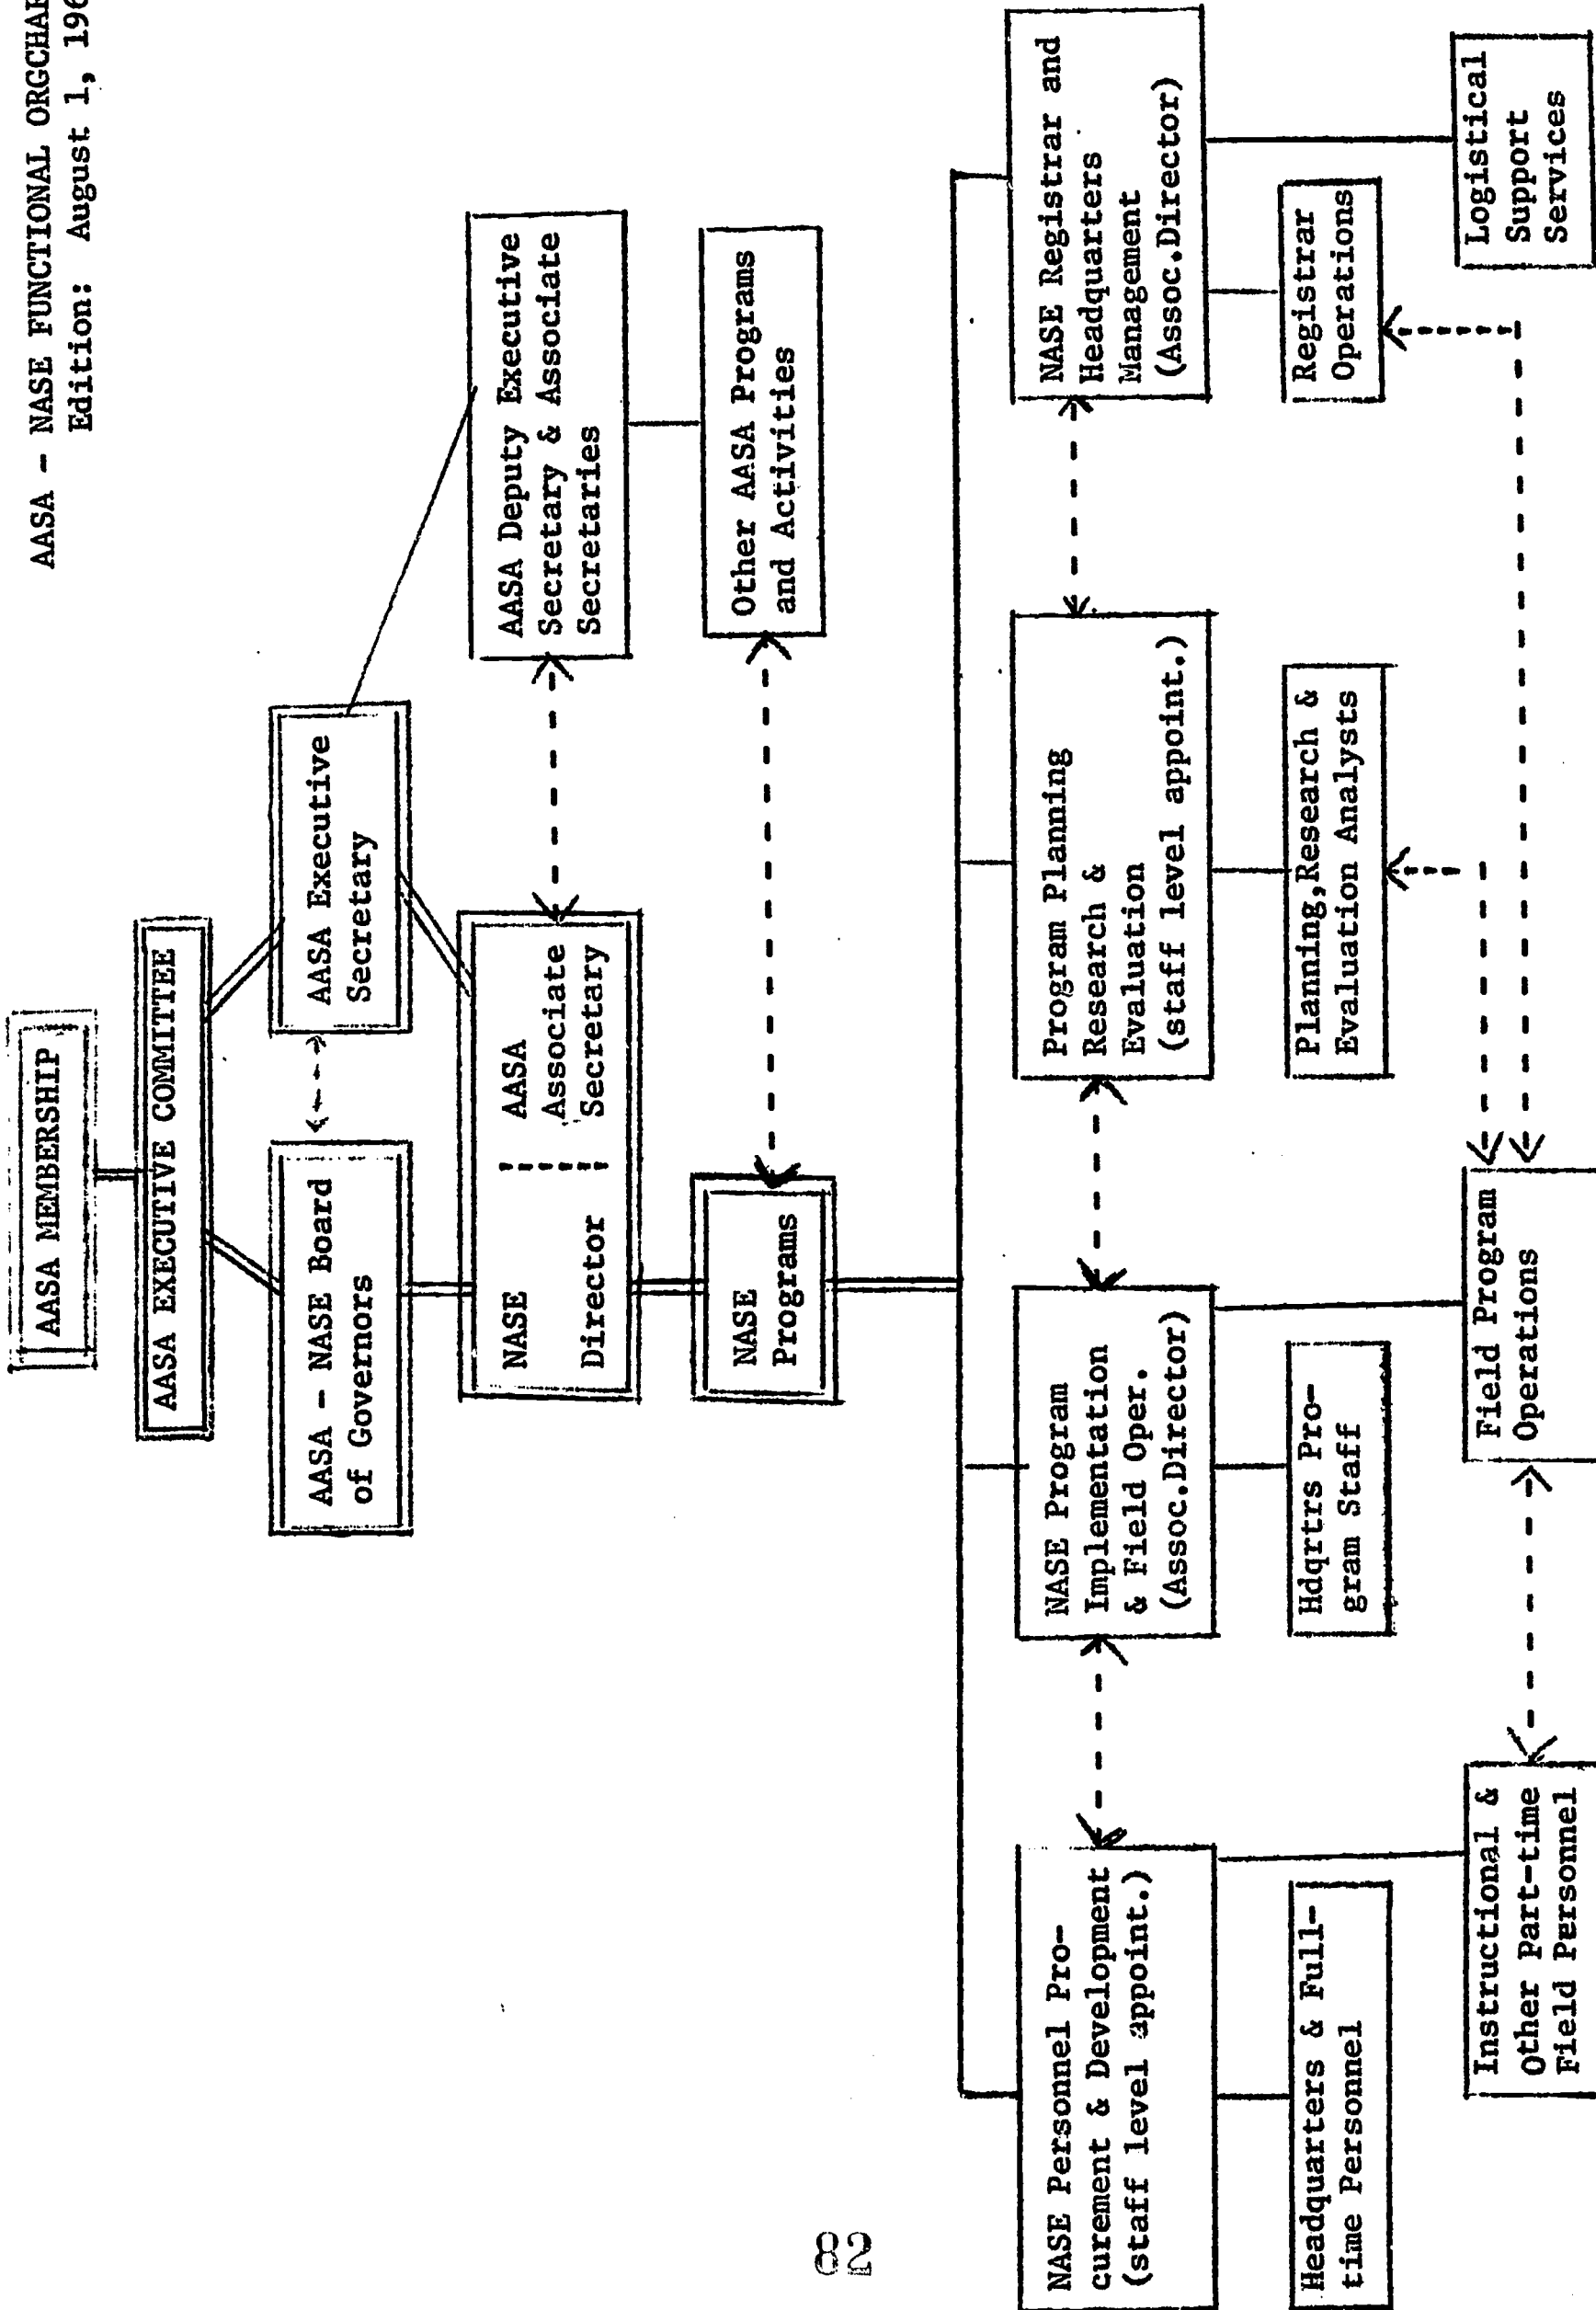 AASA - NASE FUNCTIONAL ORGCHAR
Edition: August 1, 196
AASA MEMBERSHIP
AASA EXECUTIVE COMMITTEE
AASA - NASE Board
of Governors
AASA Executive
Secretary
NASE
Director
AASA
Associate
Secretary
AASA Deputy Executive
Secretary & Associate
Secretaries
NASE
Programs
Other AASA Programs
and Activities
NASE Personnel Pro-
curement & Development
(staff level appoint.)
NASE Program
Implementation
& Field Oper.
(Assoc.Director)
Program Planning
Research &
Evaluation
(staff level appoint.)
NASE Registrar and
Headquarters
Management
(Assoc.Director)
Headquarters & Full-
time Personnel
Hdqrtrs Pro-
gram Staff
Planning,Research &
Evaluation Analysts
Registrar
Operations
Instructional &
Other Part-time
Field Personnel
Field Program
Operations
Logistical
Support
Services
82